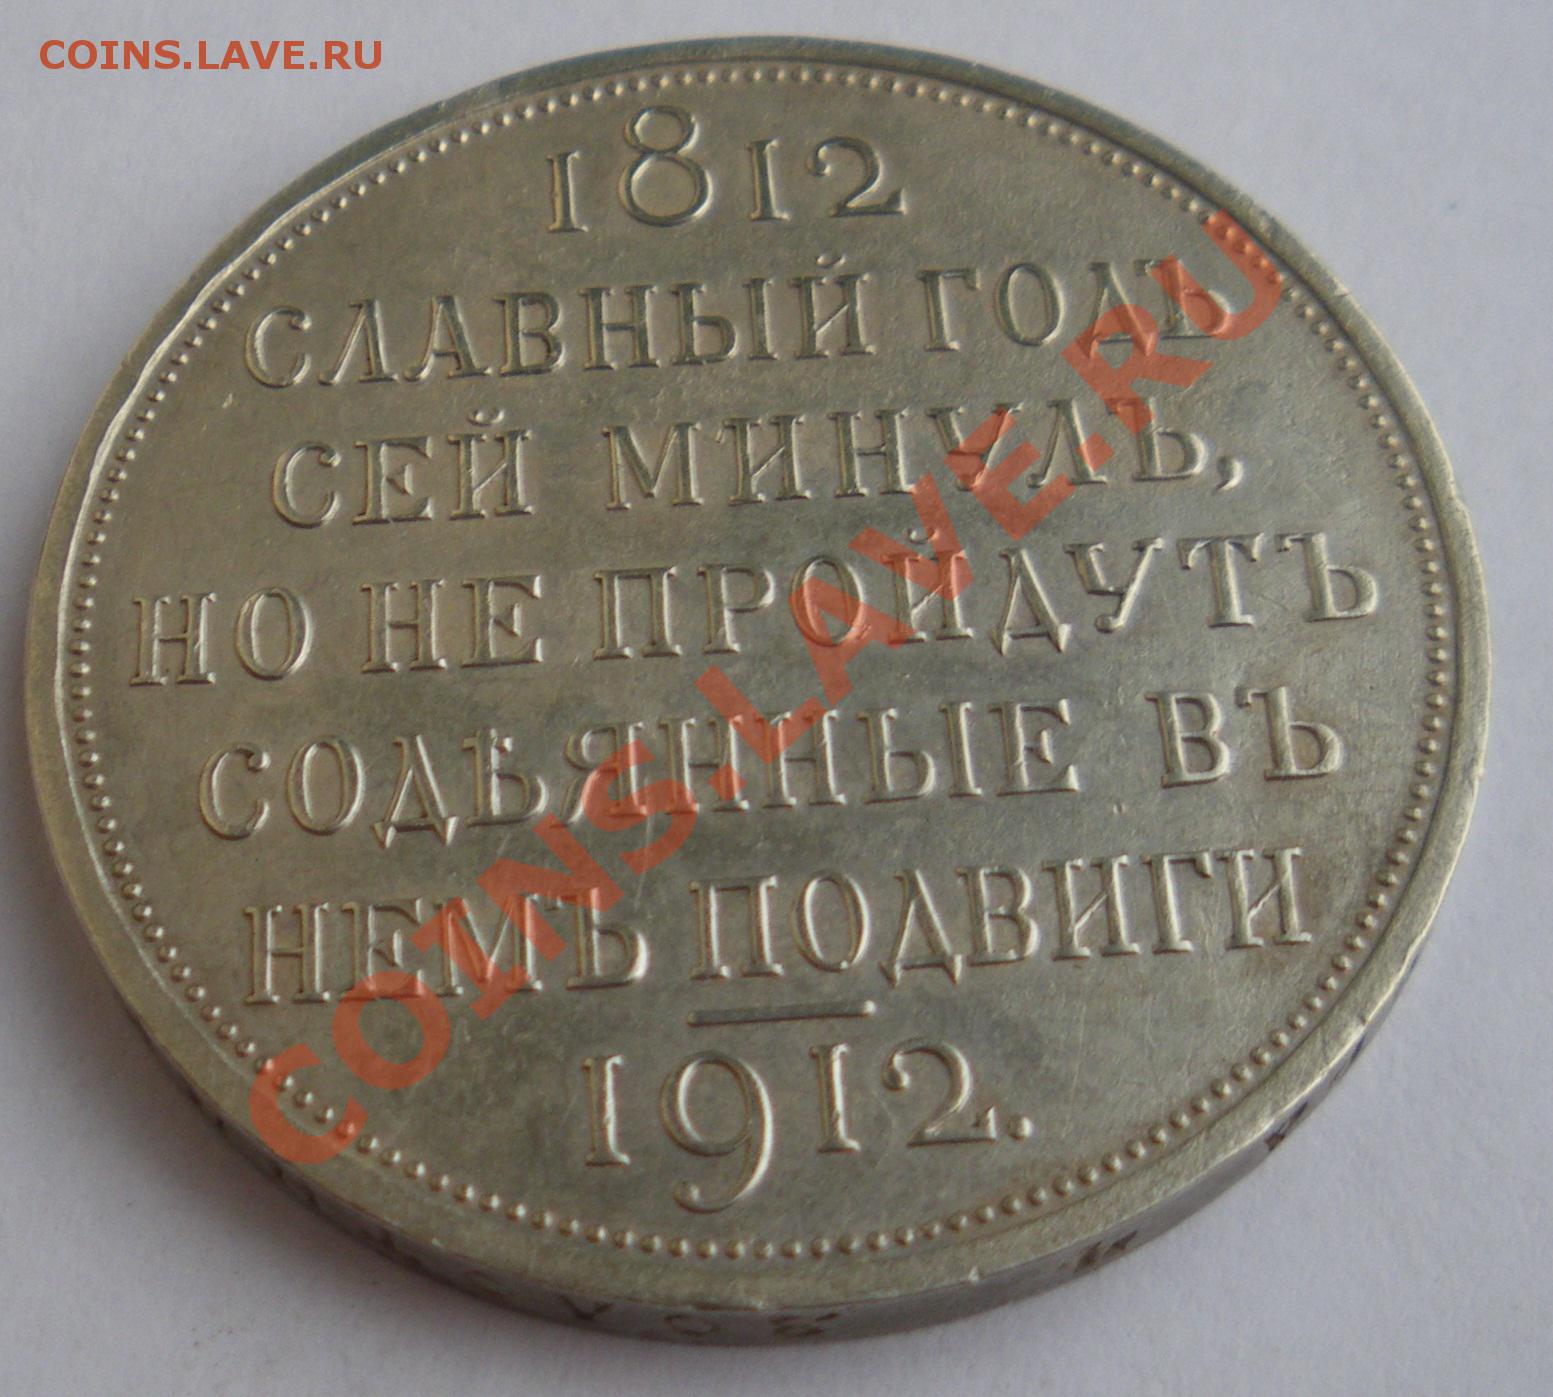 COINS.LAVE.RU
1812
СЛАВНЫЙ ГОДЪ
СЕЙ МИНУЛЪ,
НО НЕ ПРОЙДУТЪ
СОДѢЯННЫЕ ВЪ
НЕМЪ ПОДВИГИ
1912.
COINS.LAVE.RU